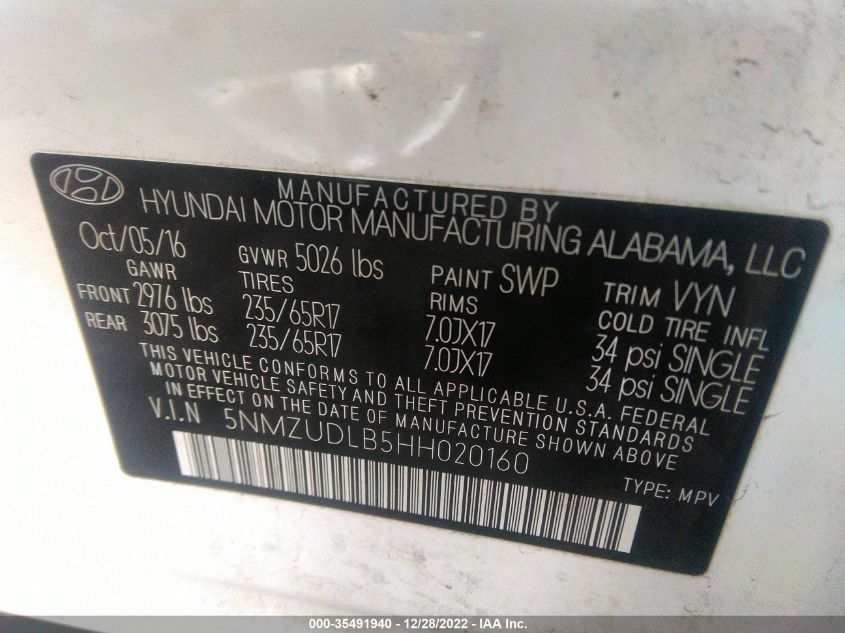 MANUFACTURED BY
HYUNDAI MOTOR MANUFACTURING ALABAMA, LLC
Oct/05/16 GVWR 5026 lbs PAINT SWP TRIM VYN
GAWR TIRES RIMS COLD TIRE INFL
FRONT 2976 lbs 235/65R17 7.0JX17 34 psi SINGLE
REAR 3075 lbs 235/65R17 7.0JX17 34 psi SINGLE
THIS VEHICLE CONFORMS TO ALL APPLICABLE U.S.A. FEDERAL
MOTOR VEHICLE SAFETY AND THEFT PREVENTION STANDARDS
IN EFFECT ON THE DATE OF MANUFACTURE SHOWN ABOVE.
V.I.N 5NMZUDLB5HH020160
TYPE: MPV
000-35491940 - 12/28/2022 - IAA Inc.